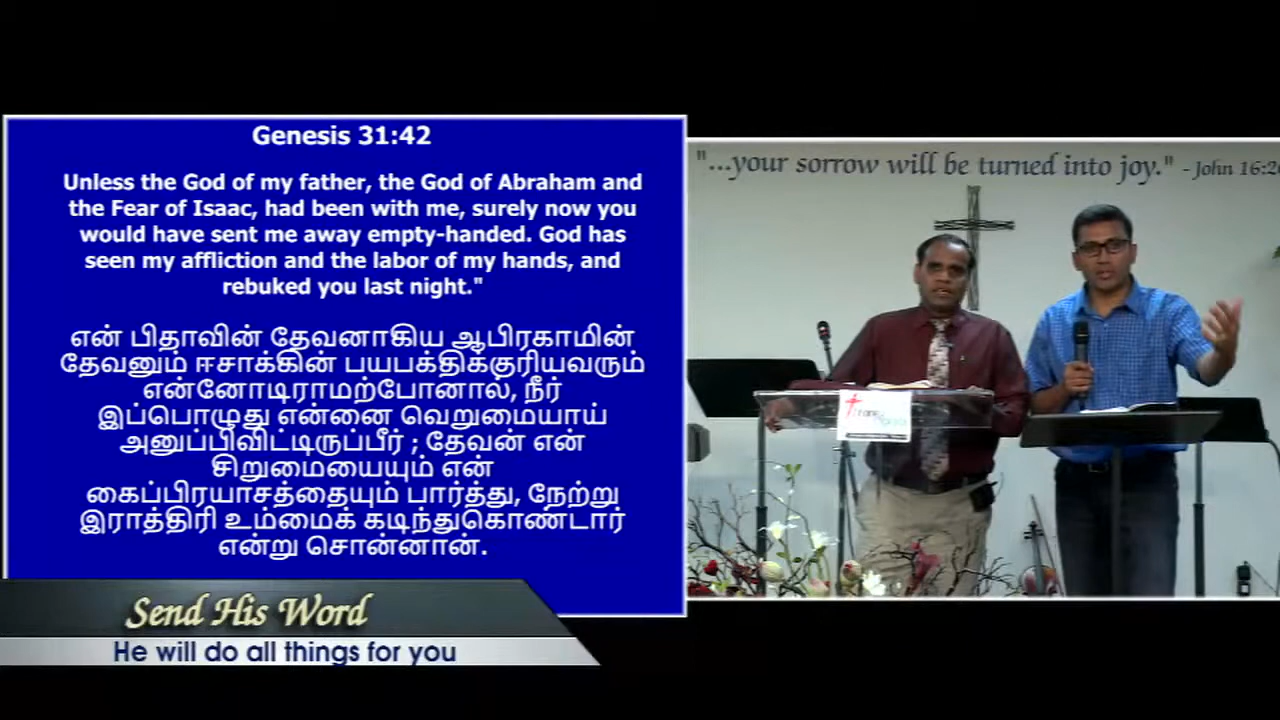 Genesis 31:42
Unless the God of my father, the God of Abraham and
the Fear of Isaac, had been with me, surely now you
would have sent me away empty-handed. God has
seen my affliction and the labor of my hands, and
rebuked you last night."
என் பிதாவின் தேவனாகிய ஆபிரகாமின்
தேவனும் ஈசாக்கின் பயபக்திக்குரியவரும்
என்னோடிராமற்போனால், நீர்
இப்பொழுது என்னை வெறுமையாய்
அனுப்பிவிட்டிருப்பீர் ; தேவன் என்
சிறுமையையும் என்
கைப்பிரயாசத்தையும் பார்த்து, நேற்று
இராத்திரி உம்மைக் கடிந்துகொண்டார்
என்று சொன்னான்.
Send His Word
He will do all things for you
"...your sorrow will be turned into joy." - John 16:20